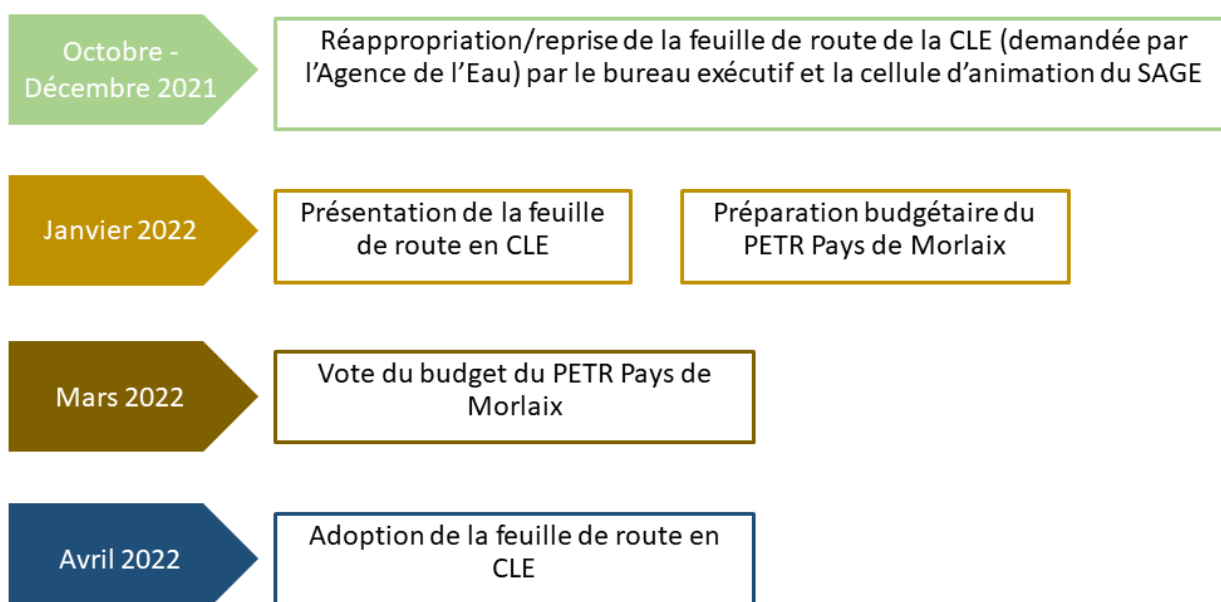 Octobre -
Décembre 2021
Réappropriation/reprise de la feuille de route de la CLE (demandée par
l'Agence de l'Eau) par le bureau exécutif et la cellule d'animation du SAGE
Janvier 2022
Présentation de la feuille
de route en CLE
Préparation budgétaire du
PETR Pays de Morlaix
Mars 2022
Vote du budget du PETR Pays de
Morlaix
Avril 2022
Adoption de la feuille de route en
CLE